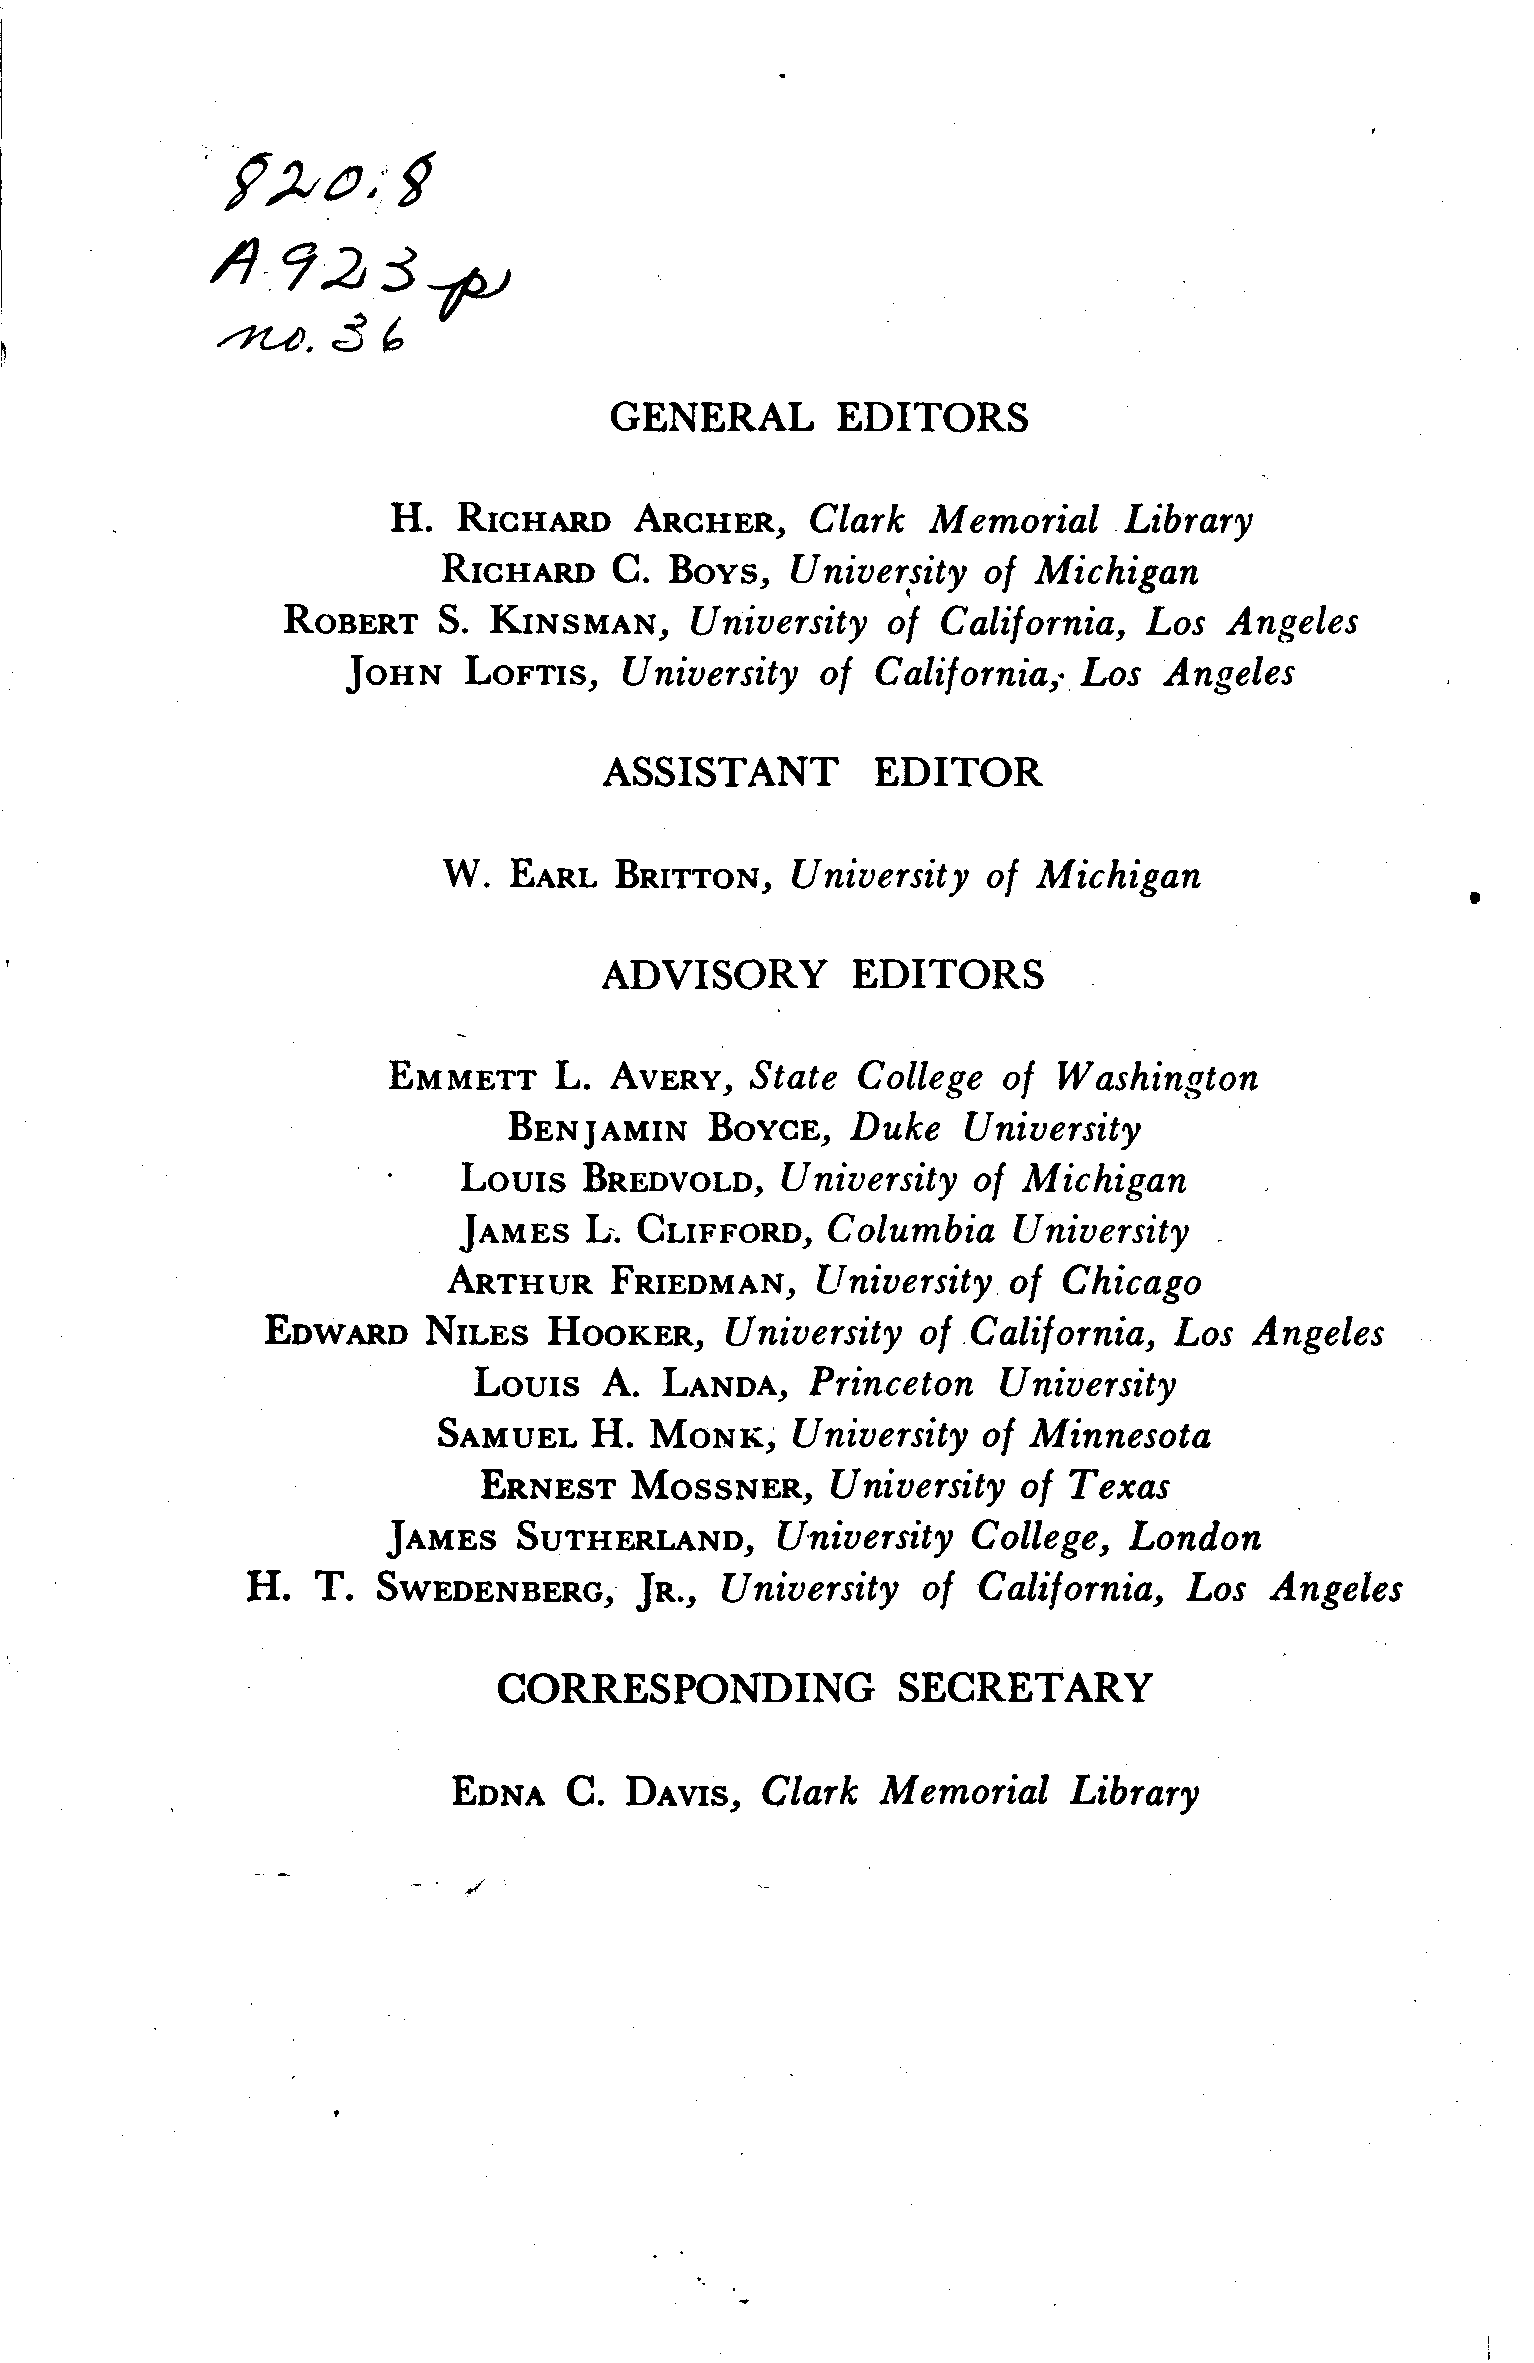 820.8
A923p
no. 36
GENERAL EDITORS
H. RICHARD ARCHER, Clark Memorial Library
RICHARD C. BOYS, University of Michigan
ROBERT S. KINSMAN, University of California, Los Angeles
JOHN LOFTIS, University of California, Los Angeles
ASSISTANT EDITOR
W. EARL BRITTON, University of Michigan
ADVISORY EDITORS
EMMETT L. AVERY, State College of Washington
BENJAMIN BOYCE, Duke University
LOUIS BREDVOLD, University of Michigan
JAMES L. CLIFFORD, Columbia University
ARTHUR FRIEDMAN, University of Chicago
EDWARD NILES HOOKER, University of California, Los Angeles
LOUIS A. LANDA, Princeton University
SAMUEL H. MONK, University of Minnesota
ERNEST MOSSNER, University of Texas
JAMES SUTHERLAND, University College, London
H. T. SWEDENBERG, JR., University of California, Los Angeles
CORRESPONDING SECRETARY
EDNA C. DAVIS, Clark Memorial Library